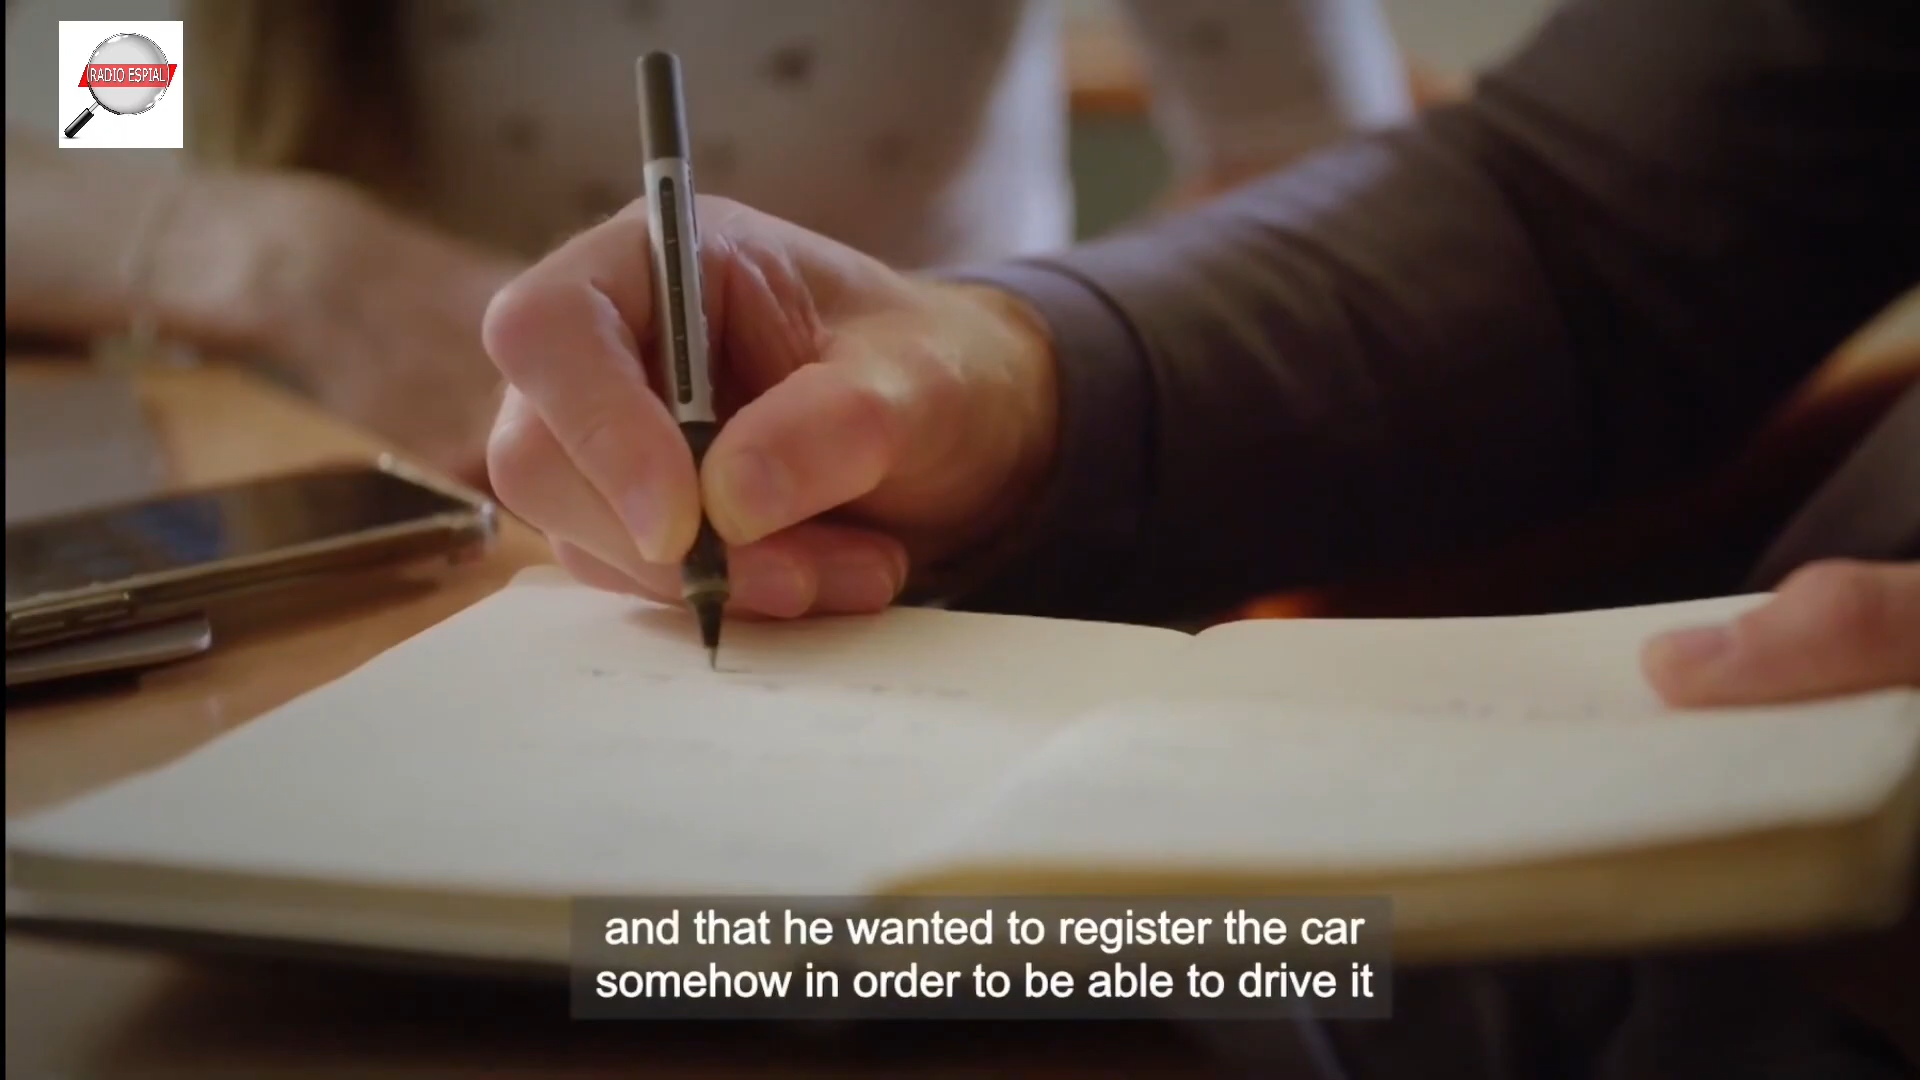 RADIO ESPIAL
and that he wanted to register the car
somehow in order to be able to drive it